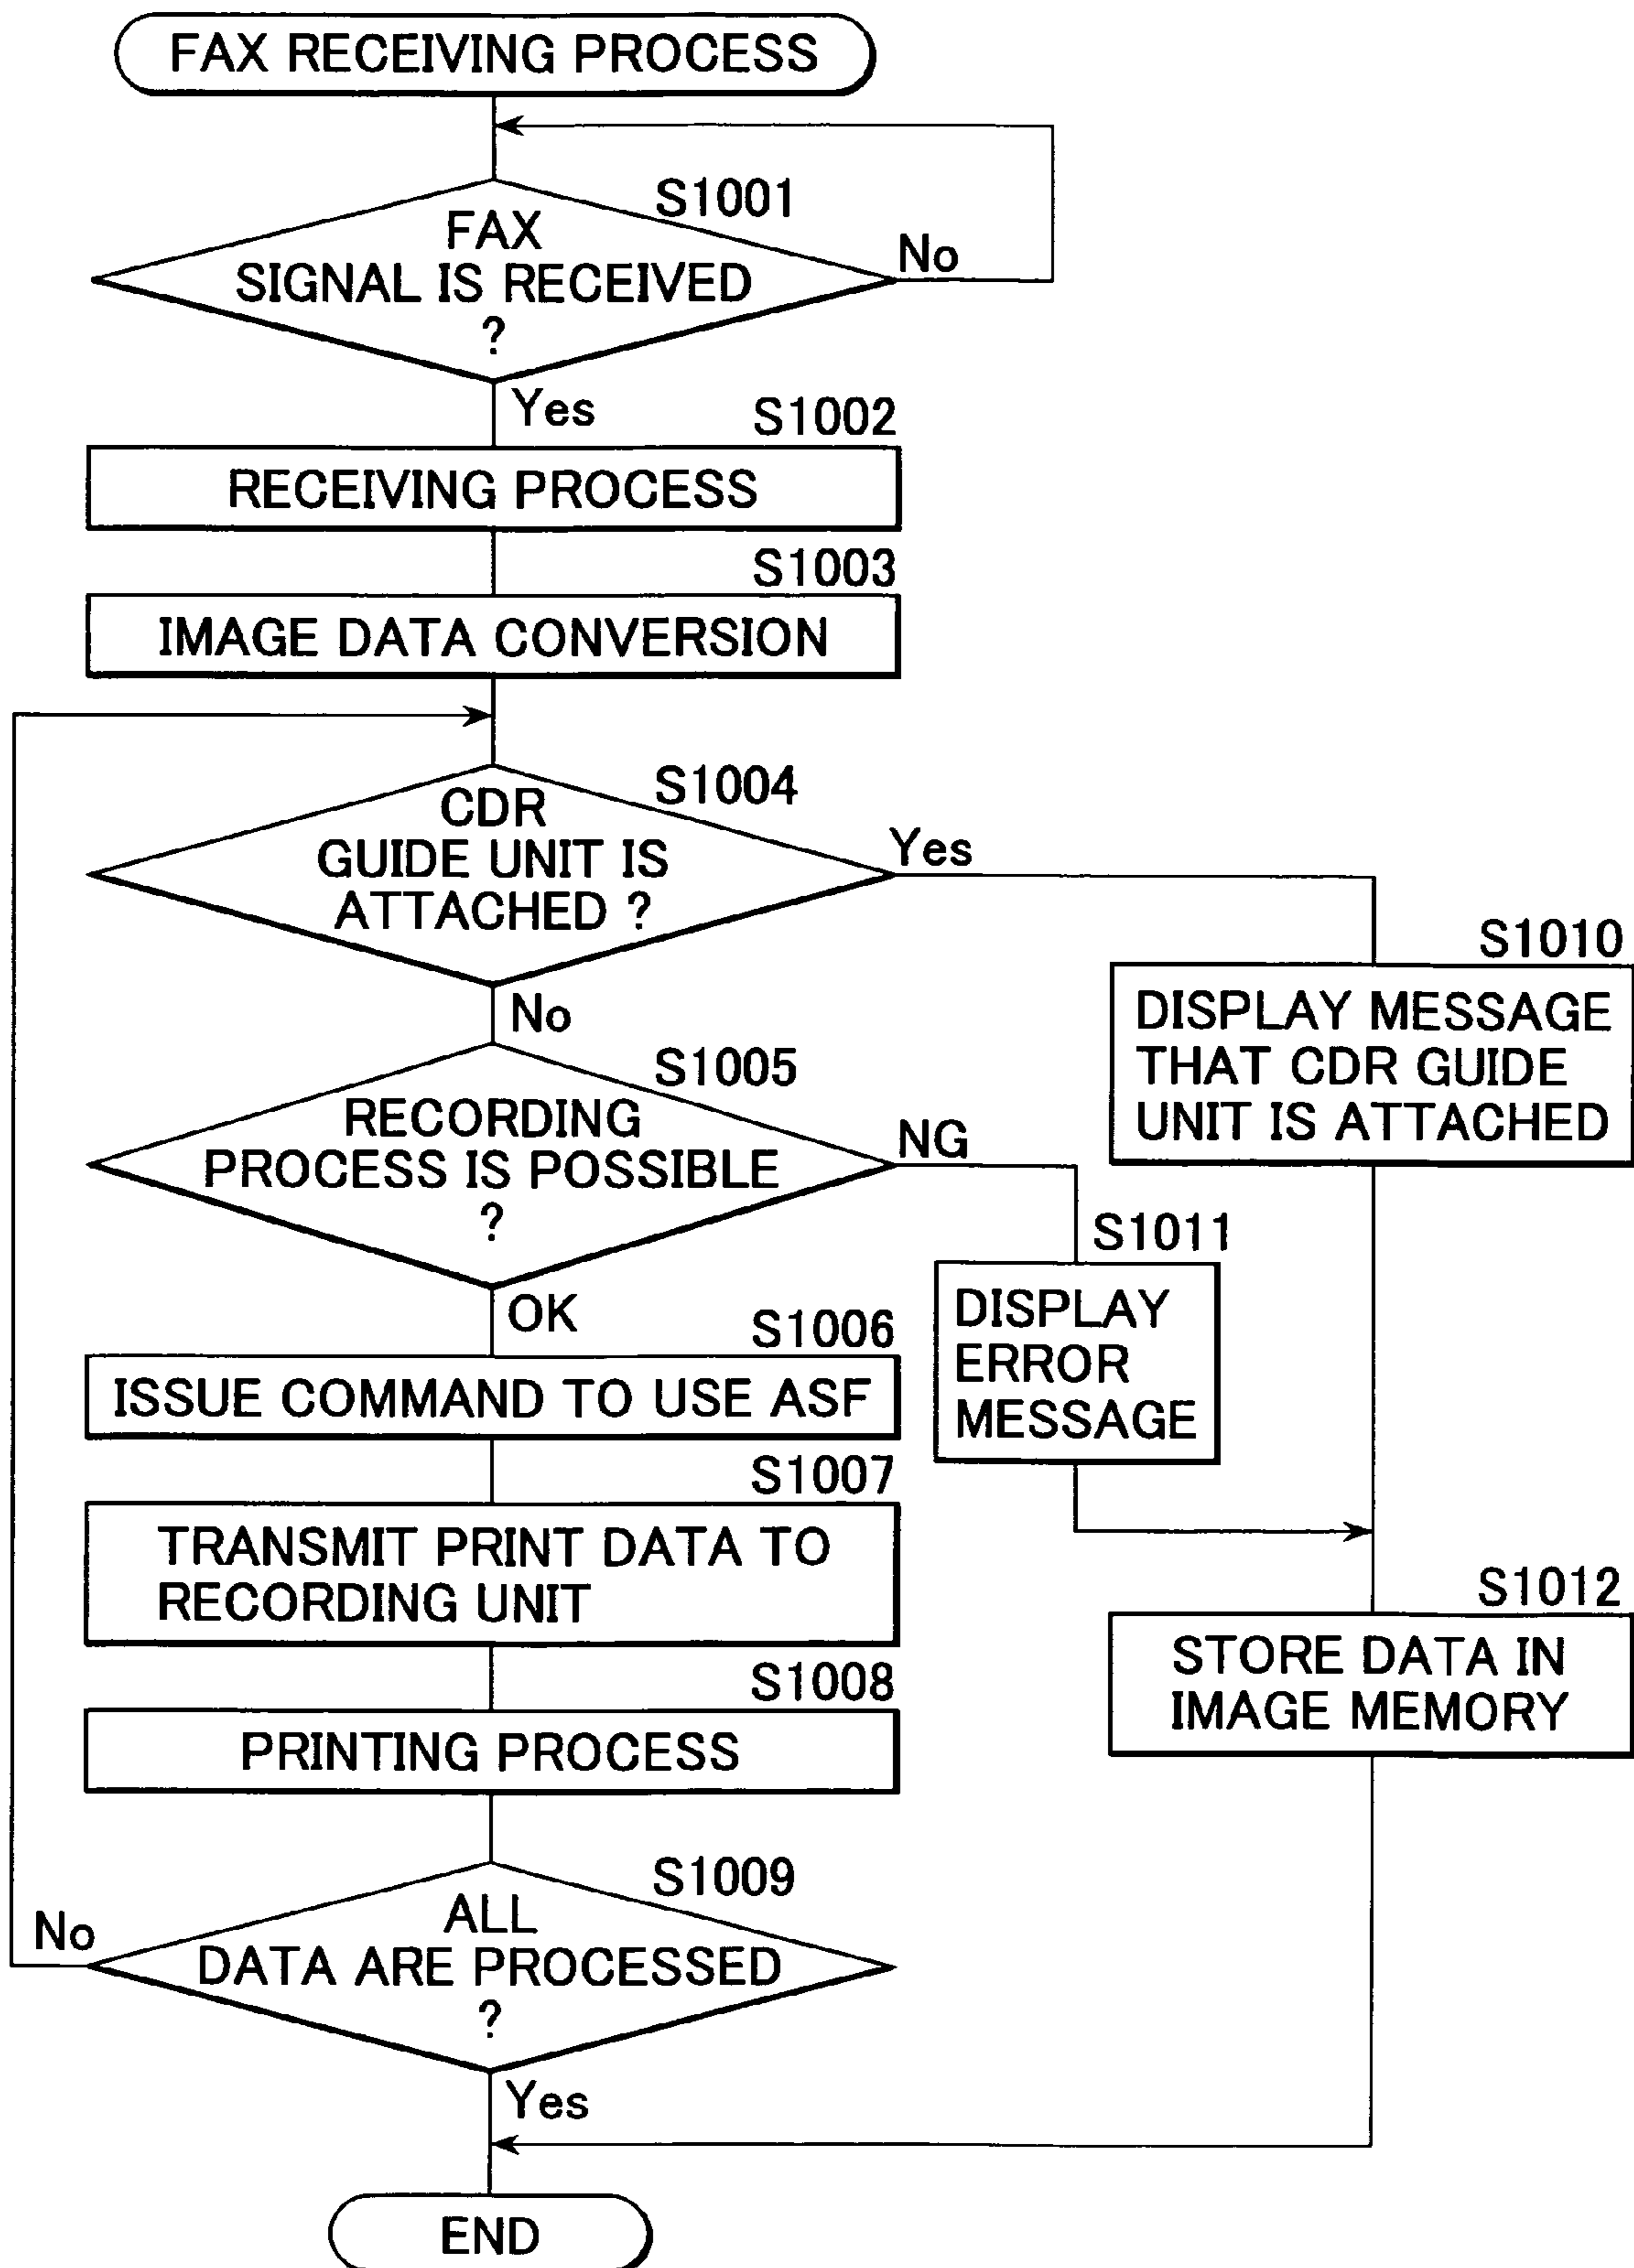 FAX RECEIVING PROCESS
S1001
FAX
SIGNAL IS RECEIVED
?
No
Yes
S1002
RECEIVING PROCESS
S1003
IMAGE DATA CONVERSION
S1004
CDR
GUIDE UNIT IS
ATTACHED ?
Yes
No
S1010
DISPLAY MESSAGE
THAT CDR GUIDE
UNIT IS ATTACHED
S1005
RECORDING
PROCESS IS POSSIBLE
?
NG
OK
S1011
DISPLAY
ERROR
MESSAGE
S1006
ISSUE COMMAND TO USE ASF
S1007
TRANSMIT PRINT DATA TO
RECORDING UNIT
S1012
STORE DATA IN
IMAGE MEMORY
S1008
PRINTING PROCESS
S1009
ALL
DATA ARE PROCESSED
?
No
Yes
END